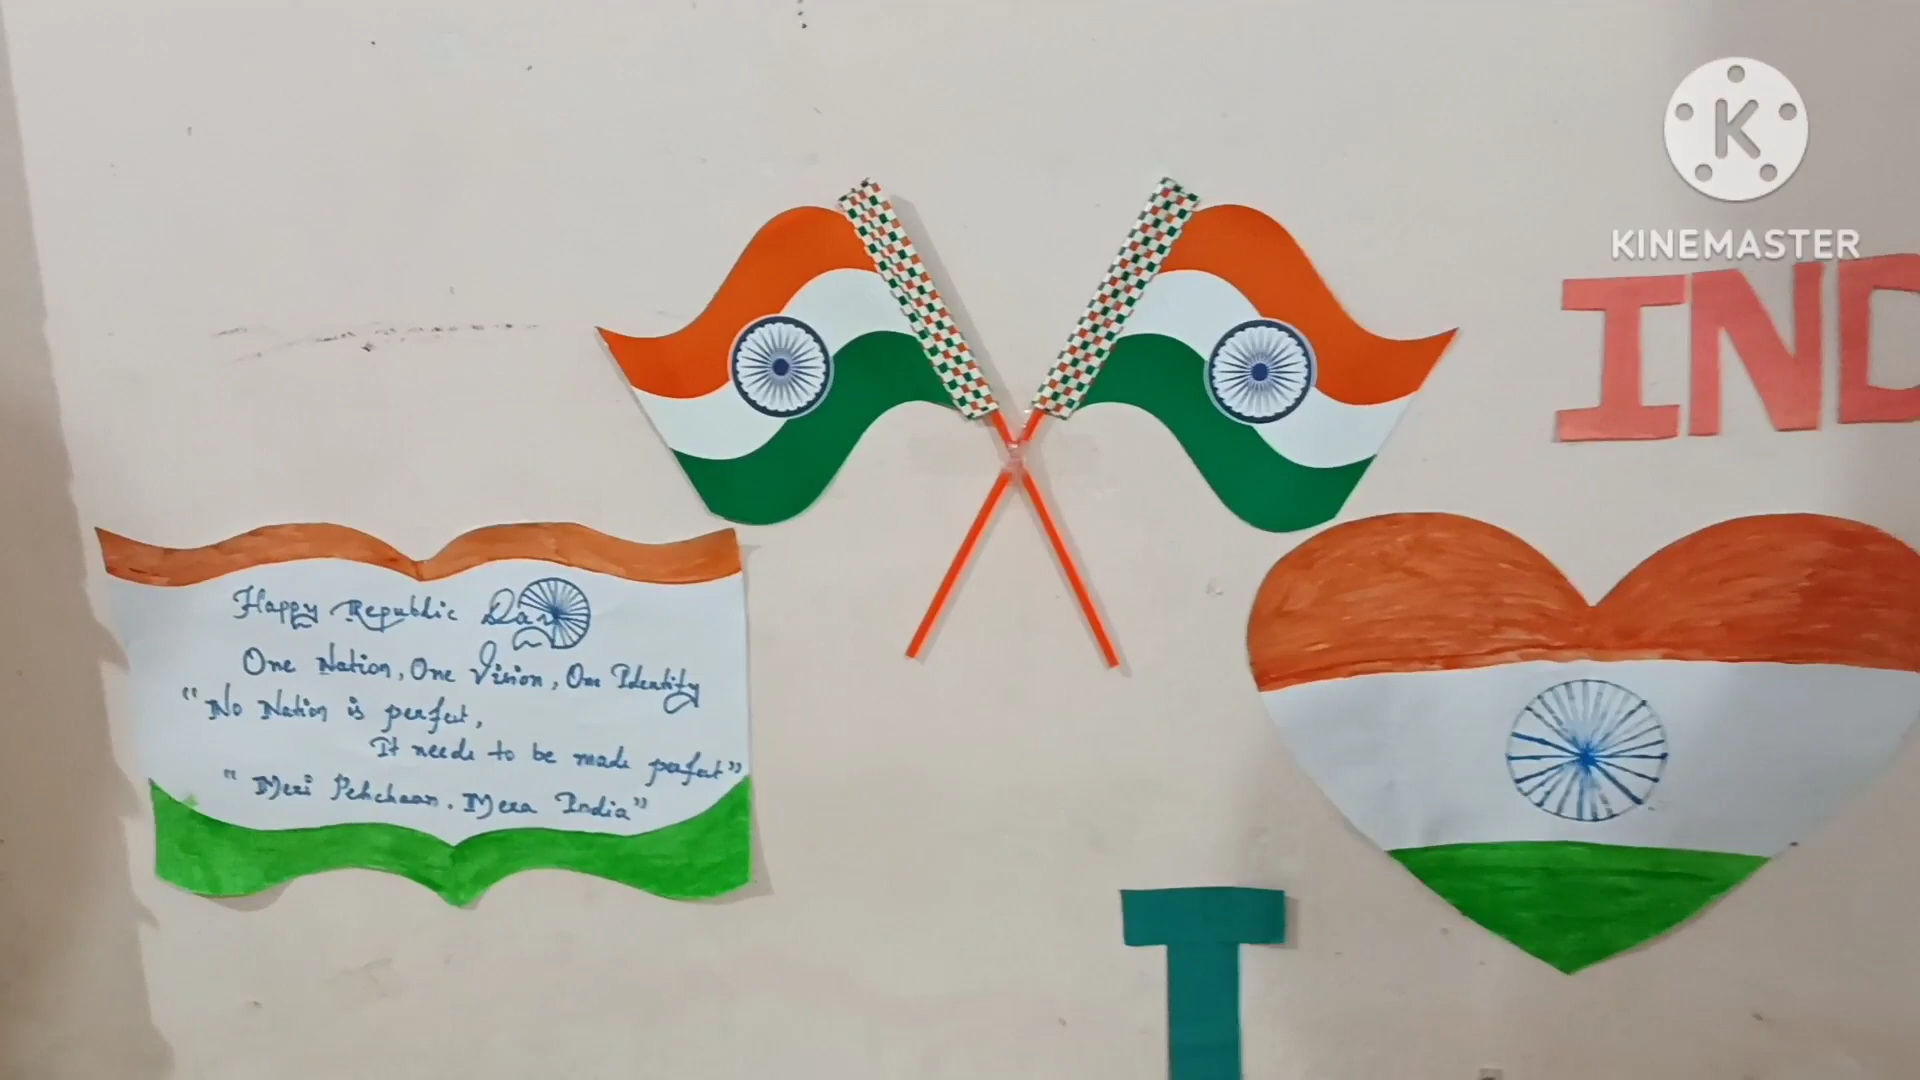 K
KINEMASTER
IND
Happy Republic Day
One Nation, One Vision, One Identity
"No Nation is perfect,
It needs to be made perfect"
"Meri Pehchaan. Mera India"
I